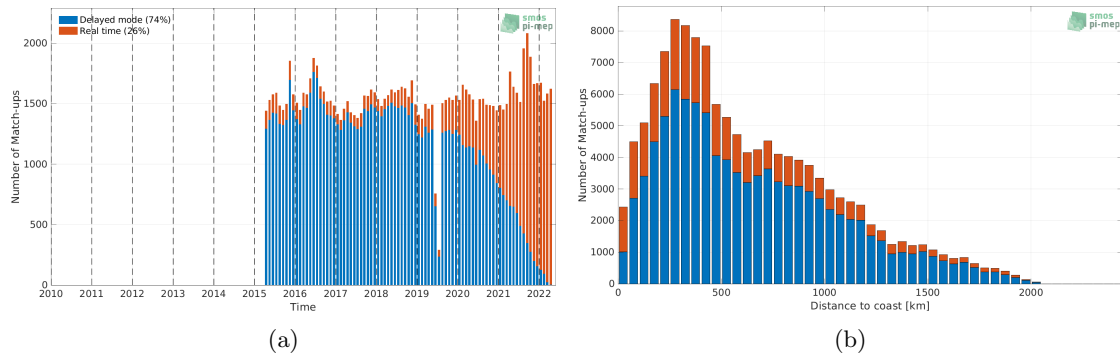 Delayed mode (74%)
Real time (26%)
smos
pi-mep
Number of Match-ups
2000
1500
1000
500
0
2010 2011 2012 2013 2014 2015 2016 2017 2018 2019 2020 2021 2022
Time
(a)
smos
pi-mep
Number of Match-ups
8000
7000
6000
5000
4000
3000
2000
1000
0
0 500 1000 1500 2000
Distance to coast [km]
(b)